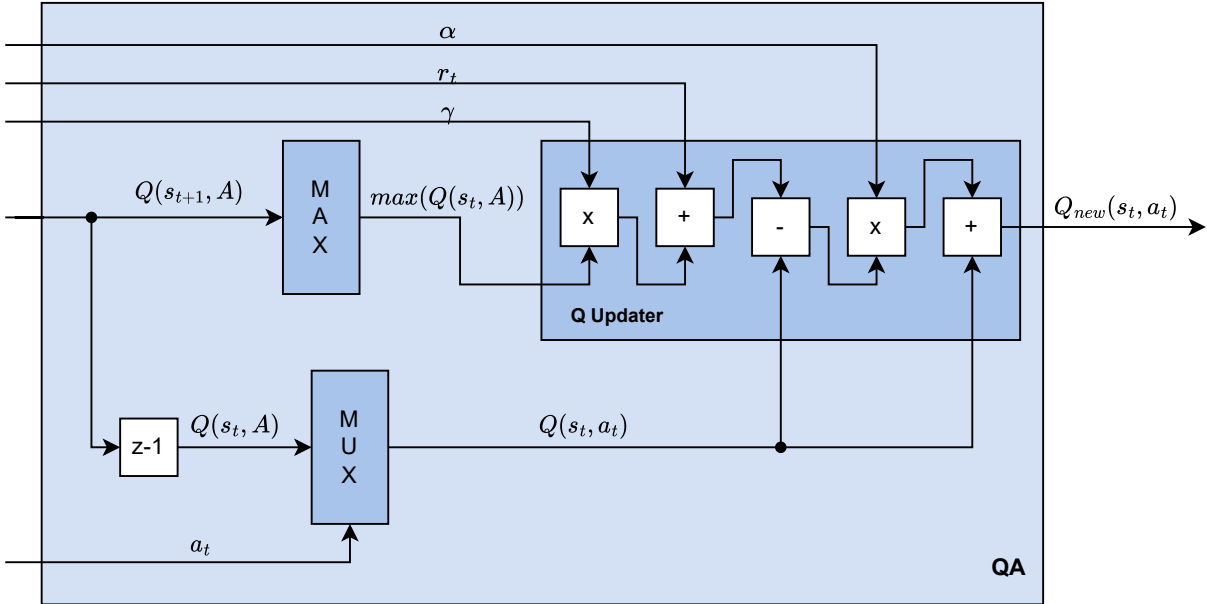 α
r_t
γ
Q(s_{t+1}, A)
M
A
X
max(Q(s_t, A))
x
+
-
x
+
Q_{new}(s_t, a_t)
Q Updater
z-1
Q(s_t, A)
M
U
X
Q(s_t, a_t)
a_t
QA